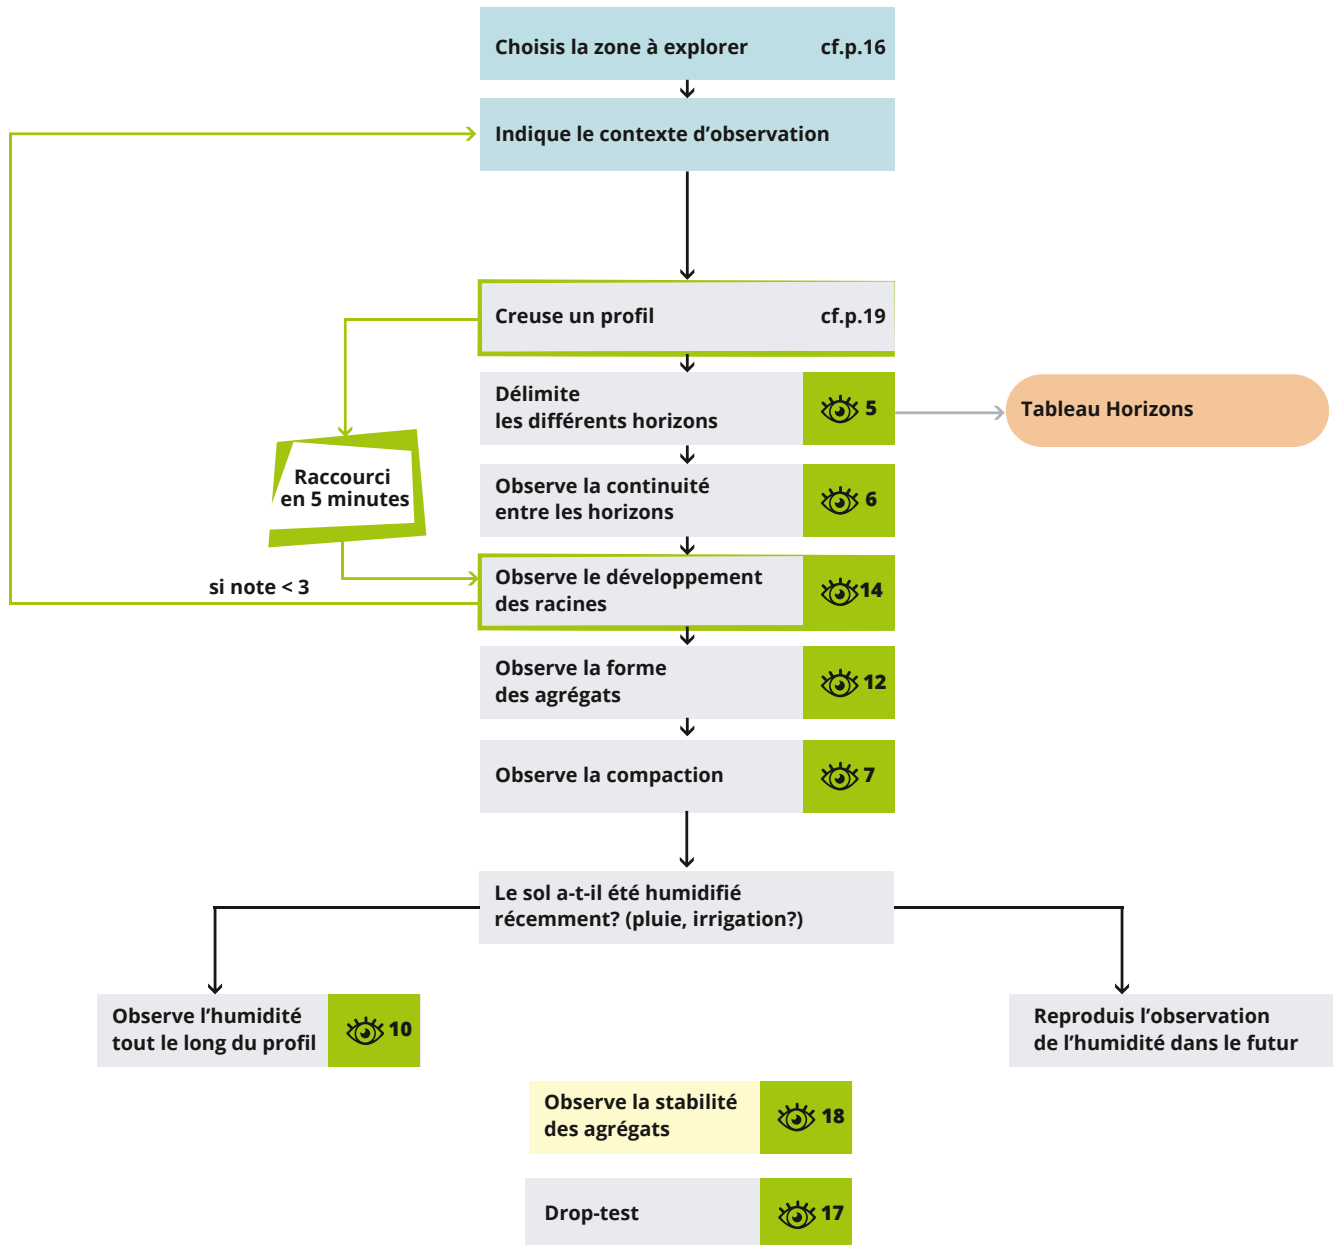 Choisis la zone à explorer cf.p.16
Indique le contexte d'observation
Creuse un profil cf.p.19
Délimite
les différents horizons 5
Tableau Horizons
Raccourci
en 5 minutes
Observe la continuité
entre les horizons 6
si note < 3
Observe le développement
des racines 14
Observe la forme
des agrégats 12
Observe la compaction 7
Le sol a-t-il été humidifié
récemment? (pluie, irrigation?)
Observe l'humidité
tout le long du profil 10
Reproduis l'observation
de l'humidité dans le futur
Observe la stabilité
des agrégats 18
Drop-test 17